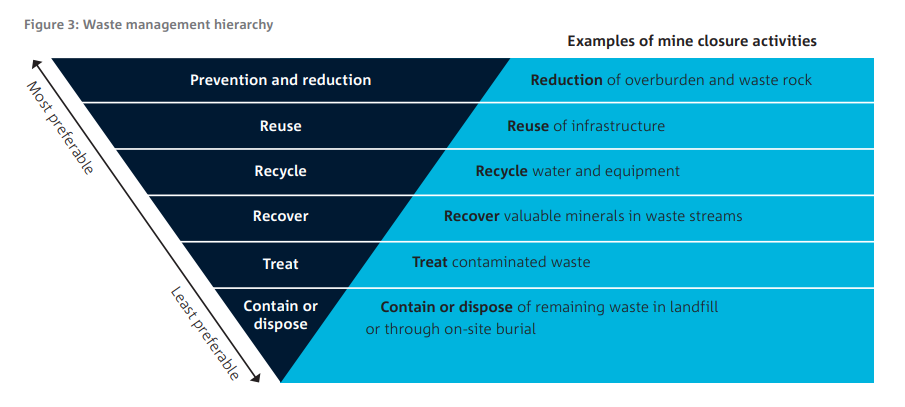 Figure 3: Waste management hierarchy
Examples of mine closure activities
Most preferable
Least preferable
Prevention and reduction
Reduction of overburden and waste rock
Reuse
Reuse of infrastructure
Recycle
Recycle water and equipment
Recover
Recover valuable minerals in waste streams
Treat
Treat contaminated waste
Contain or
dispose
Contain or dispose of remaining waste in landfill
or through on-site burial